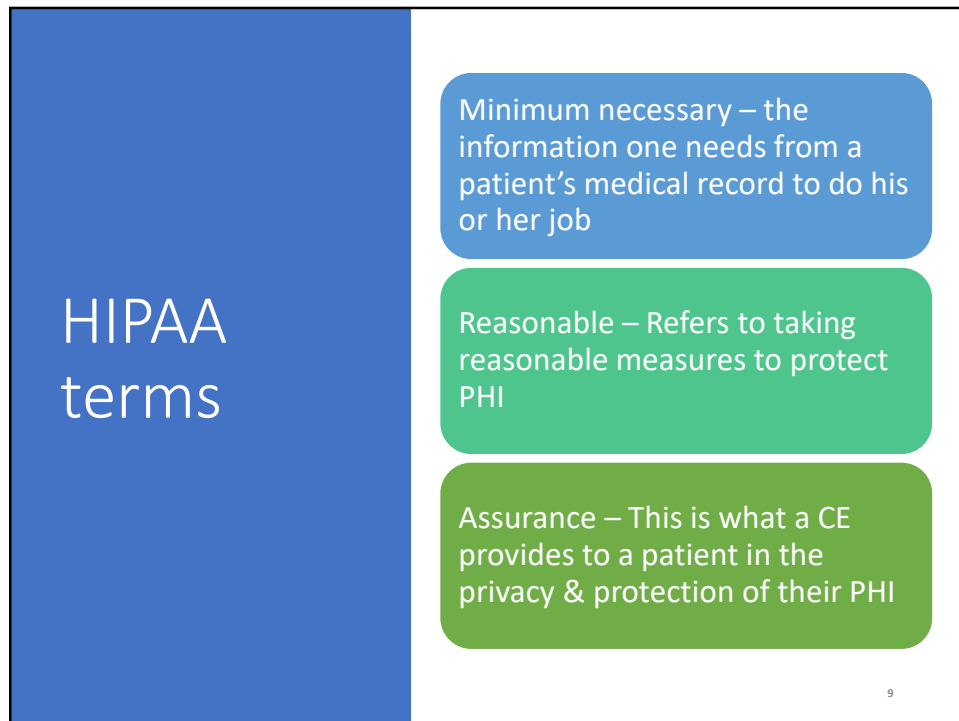 HIPAA
terms
Minimum necessary – the
information one needs from a
patient’s medical record to do his
or her job
Reasonable – Refers to taking
reasonable measures to protect
PHI
Assurance – This is what a CE
provides to a patient in the
privacy & protection of their PHI
9